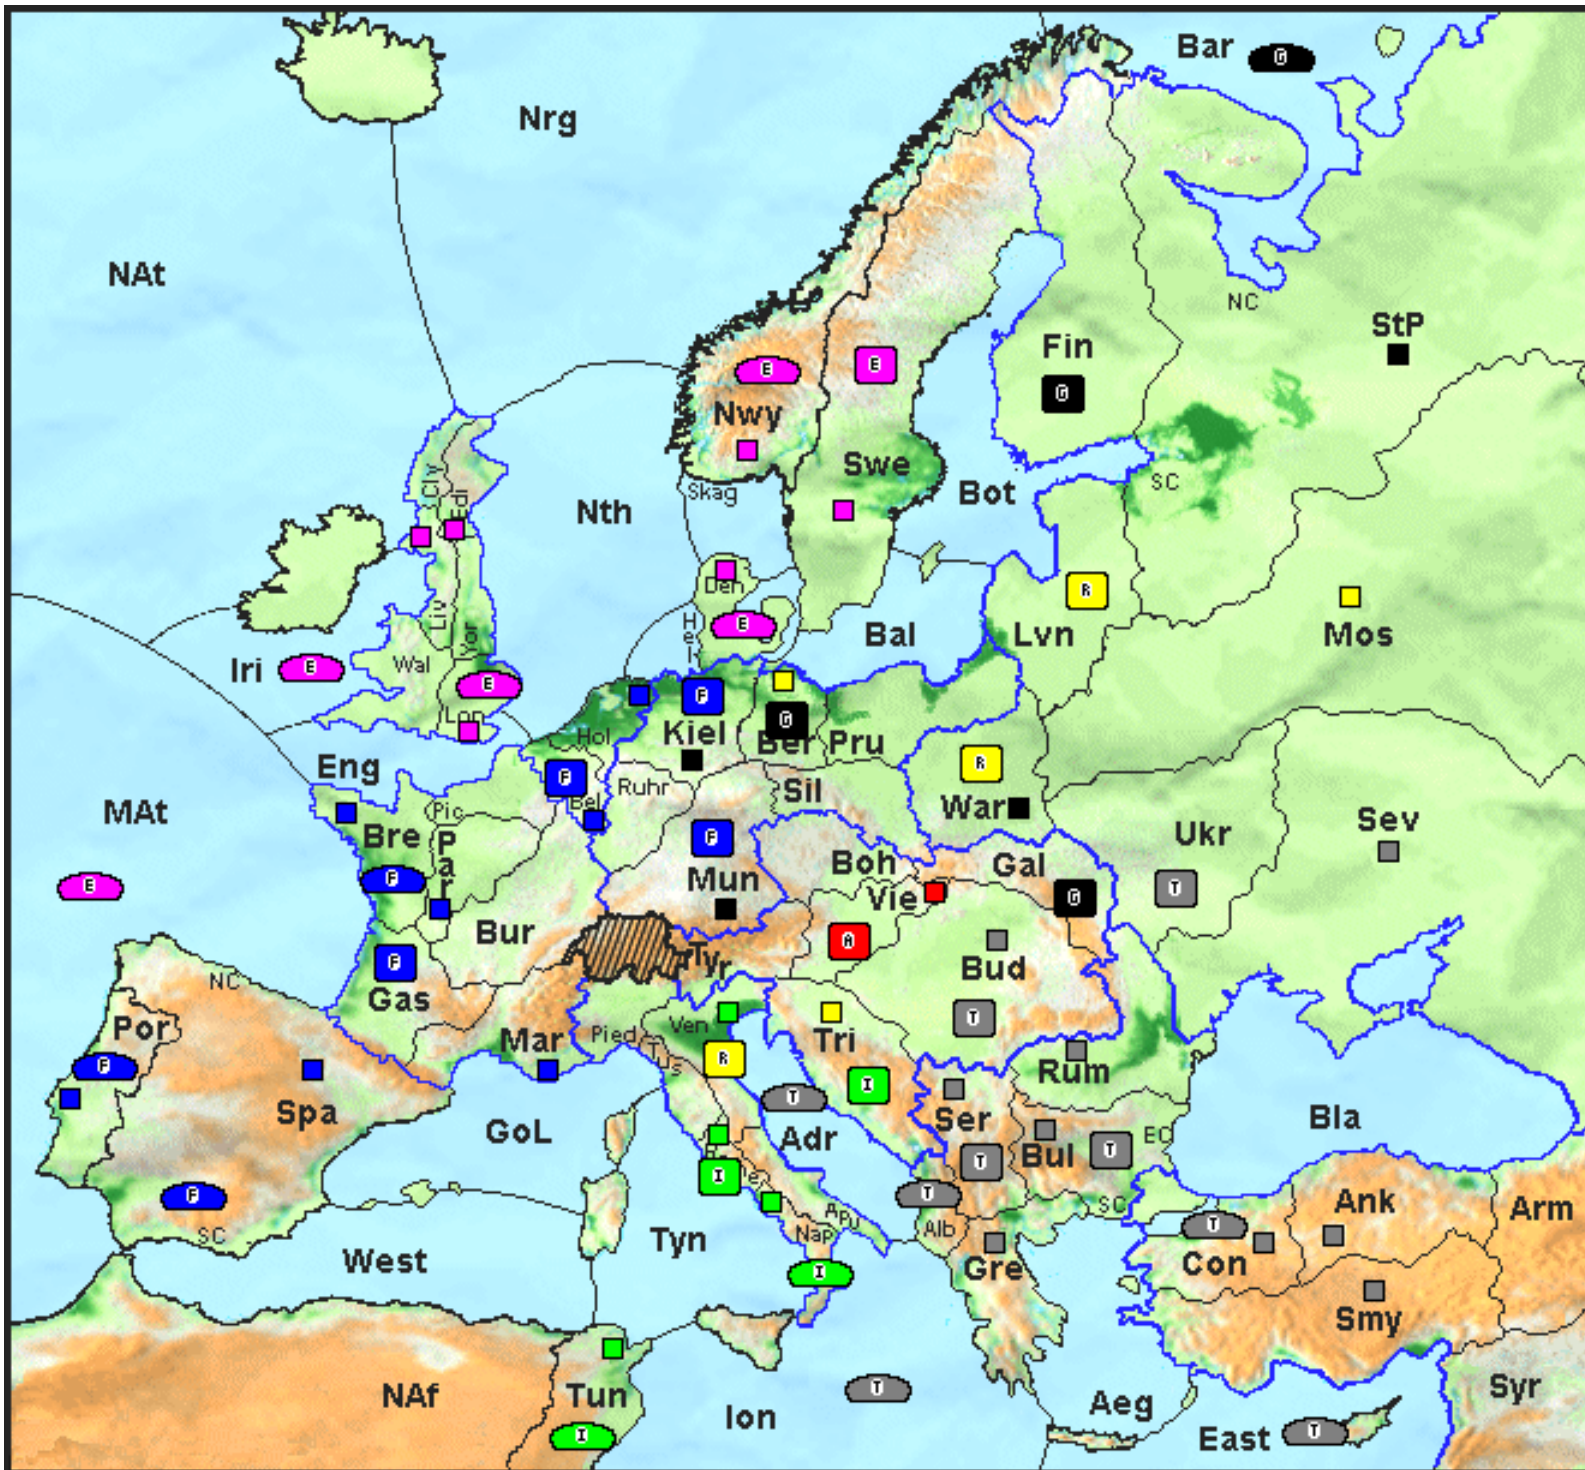 Bar
G
Nrg
NAt
NC
StP
Fin
E
E
G
Nwy
Swe
Cly
Edi
Skag
Bot
SC
Nth
Den
R
Liv
Yor
Hel
E
Bal
Lvn
Mos
Iri
E
Wal
E
Lon
F
G
Hol
Kiel
Ber
Pru
Eng
F
Ruhr
R
Bel
Sil
War
MAt
Pic
Bre
Par
F
Ukr
Sev
Boh
Gal
E
F
Mun
Vie
G
T
Bur
A
F
Bud
Tyr
NC
Gas
Por
T
Ven
Mar
Pied
Tri
Tus
F
R
Rum
I
Spa
T
Ser
GoL
Adr
Bla
EC
Bul
T
T
I
F
T
SC
Ank
Arm
Apu
SC
Alb
Nap
T
Tyn
West
Con
Gre
I
Smy
T
Syr
NAf
Tun
Ion
Aeg
I
East
T